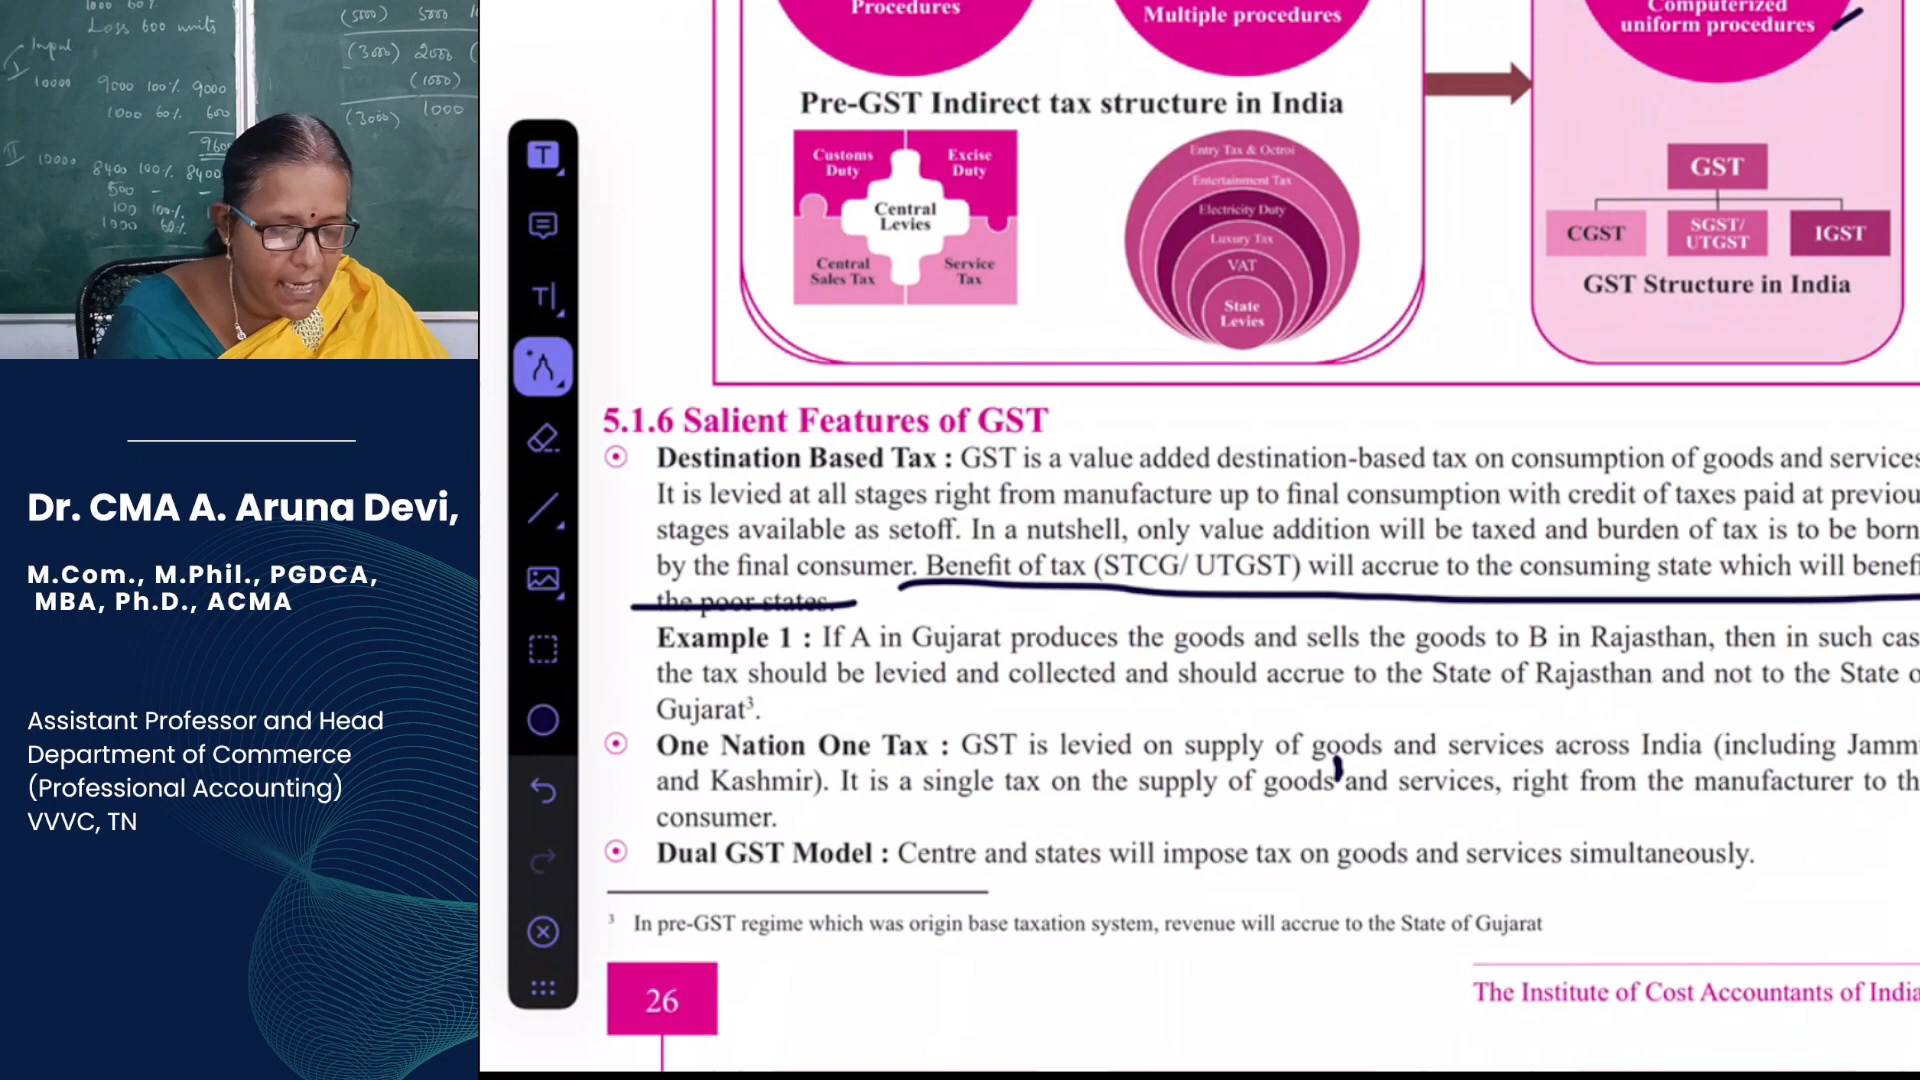 1000 60%
Loss 600 units
Input
I
10000 9000 100% 9000
1000 60% 600
9600
II 10000 8400 100% 8400
500 -
100 100%
1000 60%
(5000) 5000
(3000) 2000
(1000)
(3000) 1000
Dr. CMA A. Aruna Devi,
M.Com., M.Phil., PGDCA,
MBA, Ph.D., ACMA
Assistant Professor and Head
Department of Commerce
(Professional Accounting)
VVVC, TN
Procedures
Multiple procedures
Computerized
uniform procedures
Pre-GST Indirect tax structure in India
Customs
Duty
Excise
Duty
Central
Levies
Central
Sales Tax
Service
Tax
Entry Tax & Octroi
Entertainment Tax
Electricity Duty
Luxury Tax
VAT
State
Levies
GST
CGST
SGST/
UTGST
IGST
GST Structure in India
5.1.6 Salient Features of GST
Destination Based Tax : GST is a value added destination-based tax on consumption of goods and services
It is levied at all stages right from manufacture up to final consumption with credit of taxes paid at previou
stages available as setoff. In a nutshell, only value addition will be taxed and burden of tax is to be born
by the final consumer. Benefit of tax (STCG/ UTGST) will accrue to the consuming state which will benefi
the poor states.
Example 1 : If A in Gujarat produces the goods and sells the goods to B in Rajasthan, then in such cas
the tax should be levied and collected and should accrue to the State of Rajasthan and not to the State o
Gujarat³.
One Nation One Tax : GST is levied on supply of goods and services across India (including Jamm
and Kashmir). It is a single tax on the supply of goods and services, right from the manufacturer to th
consumer.
Dual GST Model : Centre and states will impose tax on goods and services simultaneously.
3 In pre-GST regime which was origin base taxation system, revenue will accrue to the State of Gujarat
26
The Institute of Cost Accountants of India